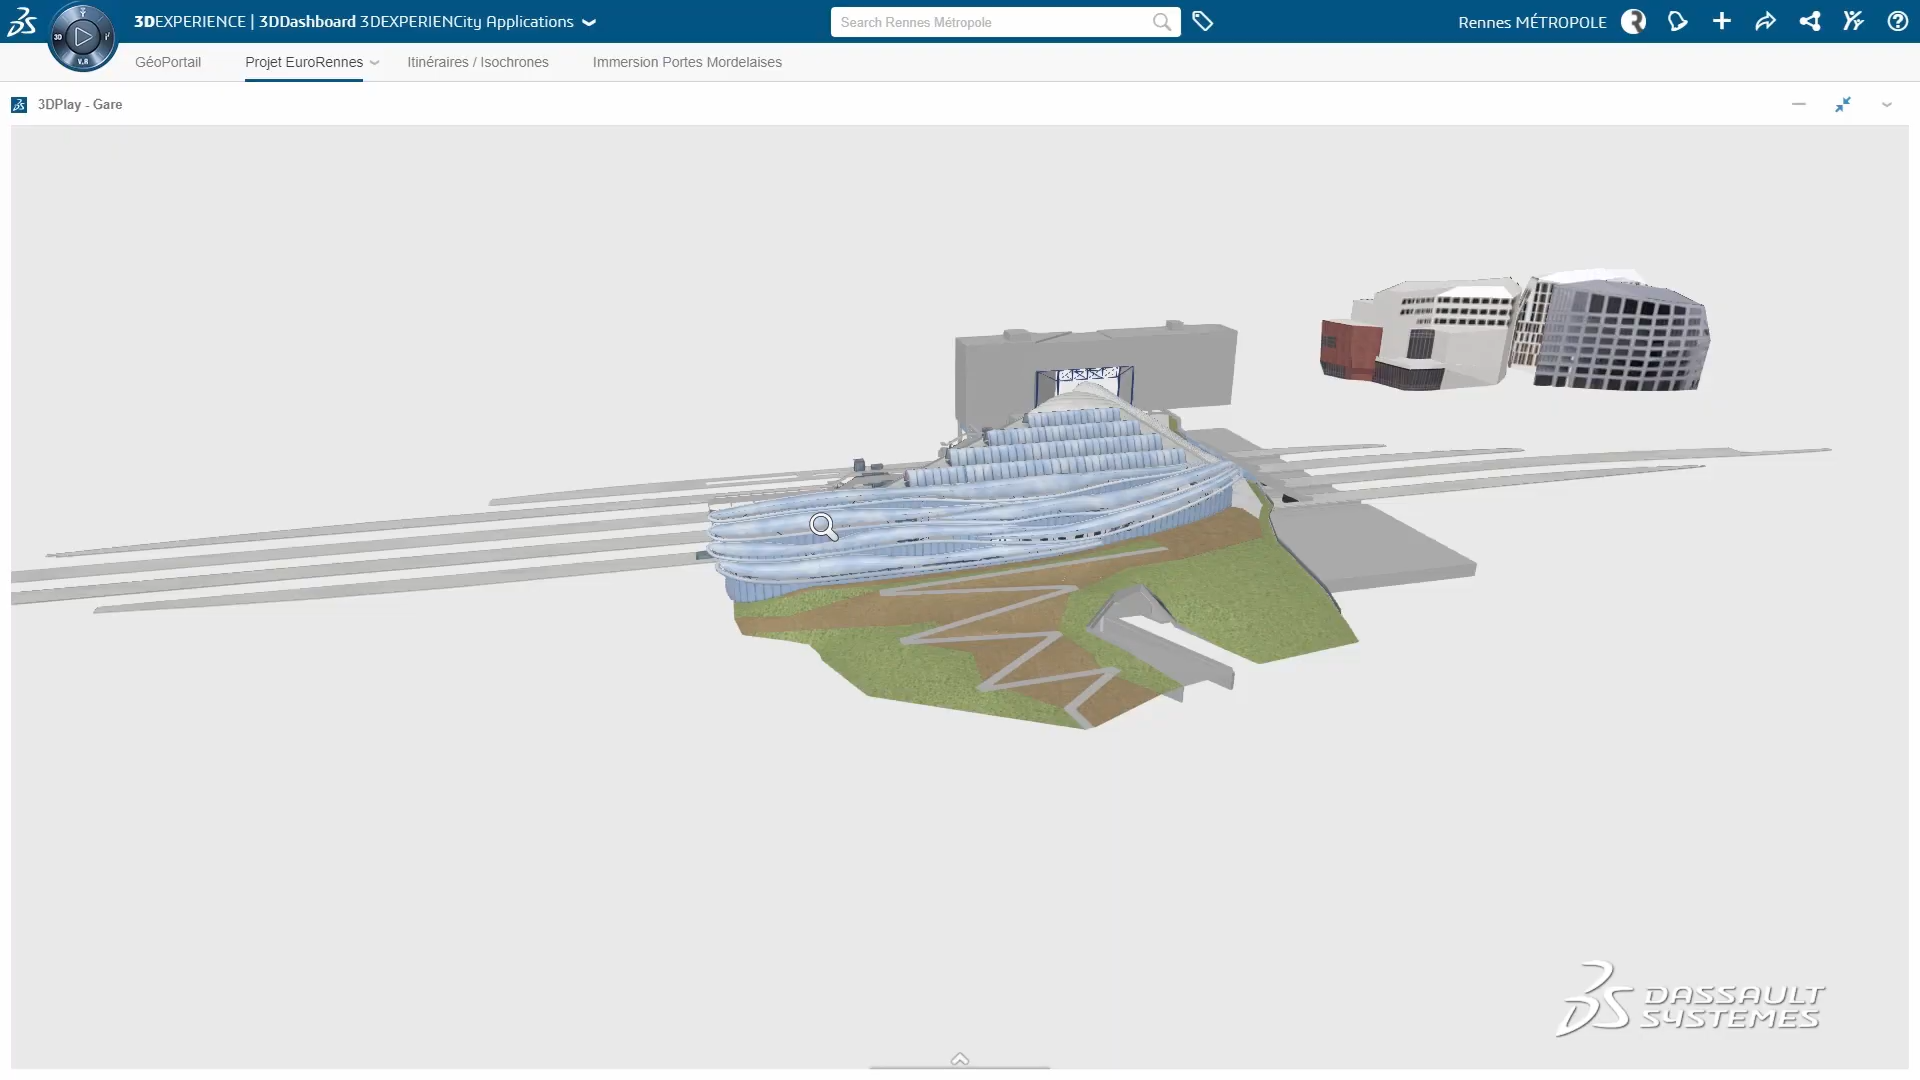 3DEXPERIENCE | 3DDashboard 3DEXPERIENCity Applications
Search Rennes Métropole
Rennes MÉTROPOLE
3D
V.R
GéoPortail
Projet EuroRennes
Itinéraires / Isochrones
Immersion Portes Mordelaises
3DPlay - Gare
DASSAULT
SYSTEMES